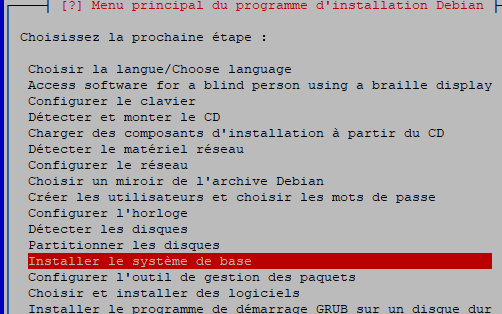 [?] Menu principal du programme d'installation Debian
Choisissez la prochaine étape :
Choisir la langue/Choose language
Access software for a blind person using a braille display
Configurer le clavier
Détecter et monter le CD
Charger des composants d'installation à partir du CD
Détecter le matériel réseau
Configurer le réseau
Choisir un miroir de l'archive Debian
Créer les utilisateurs et choisir les mots de passe
Configurer l'horloge
Détecter les disques
Partitionner les disques
Installer le système de base
Configurer l'outil de gestion des paquets
Choisir et installer des logiciels
Installer le programme de démarrage GRUB sur un disque dur